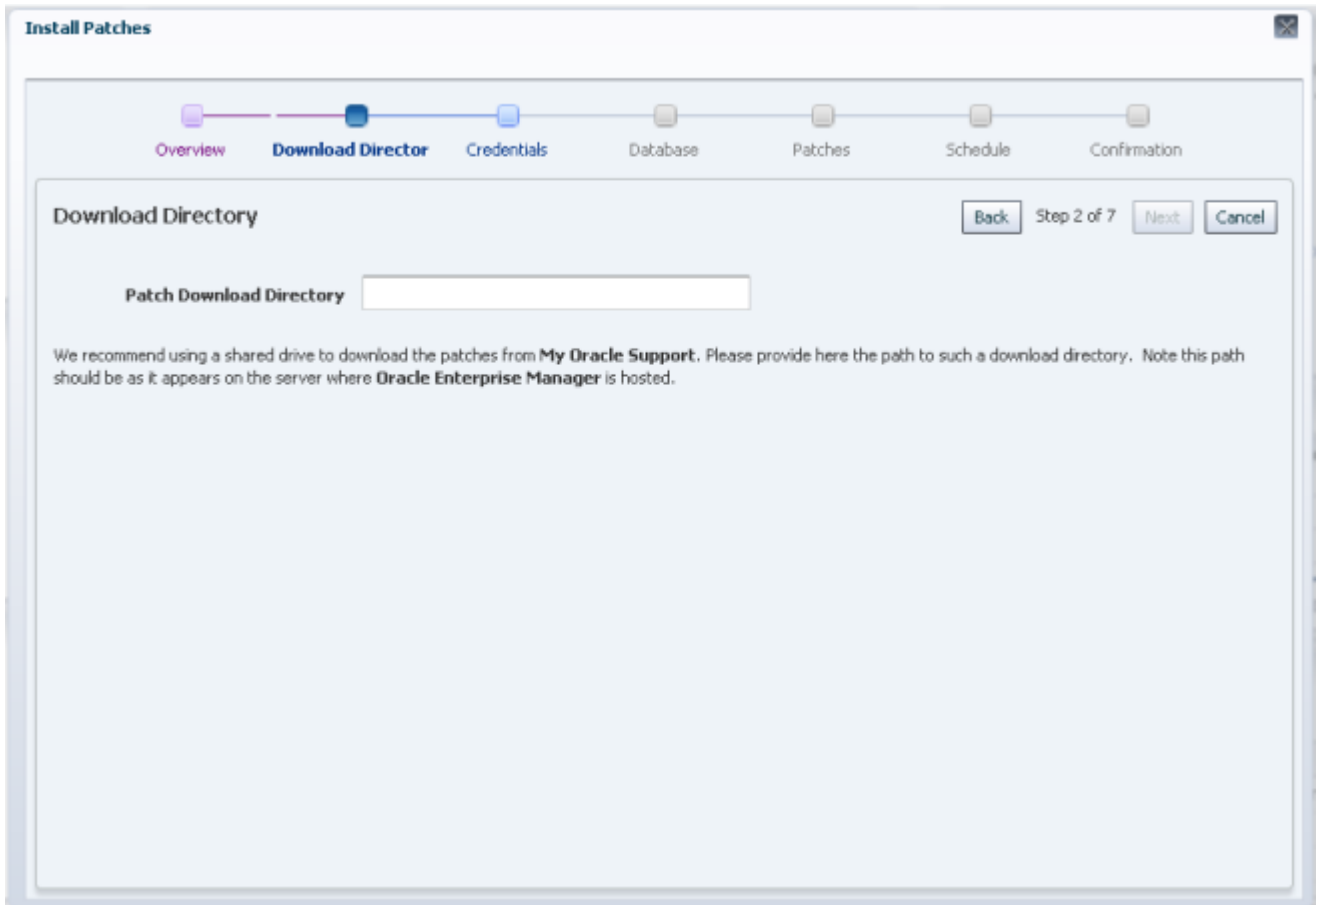 Install Patches
Overview
Download Director
Credentials
Database
Patches
Schedule
Confirmation
Download Directory
Back
Step 2 of 7
Next
Cancel
Patch Download Directory
We recommend using a shared drive to download the patches from My Oracle Support. Please provide here the path to such a download directory. Note this path
should be as it appears on the server where Oracle Enterprise Manager is hosted.